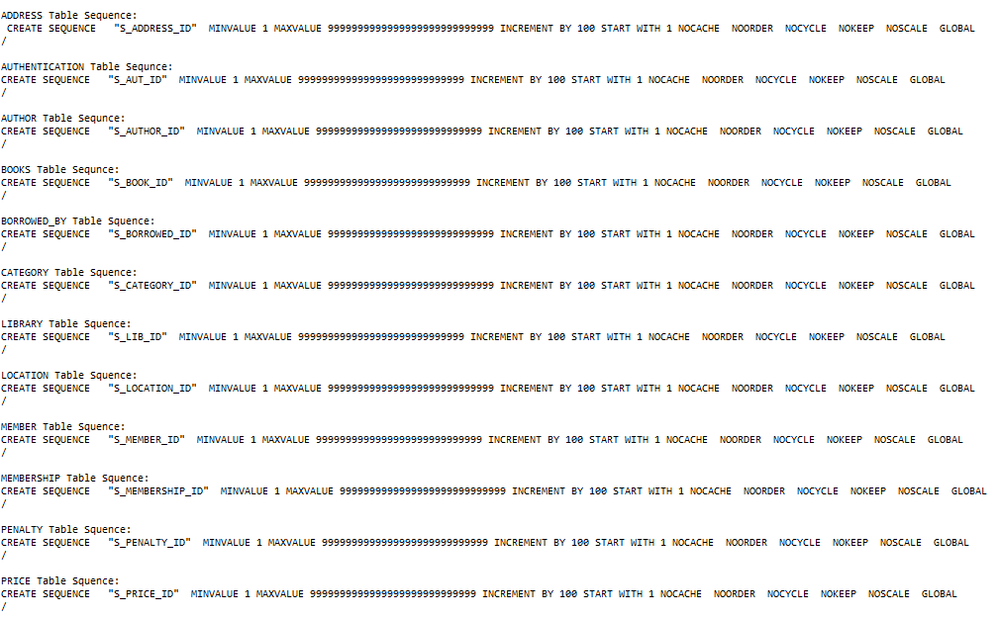 ADDRESS Table Sequence:
CREATE SEQUENCE "S_ADDRESS_ID" MINVALUE 1 MAXVALUE 9999999999999999999999999999 INCREMENT BY 100 START WITH 1 NOCACHE NOORDER NOCYCLE NOKEEP NOSCALE GLOBAL
/
AUTHENTICATION Table Sequnce:
CREATE SEQUENCE "S_AUT_ID" MINVALUE 1 MAXVALUE 9999999999999999999999999999 INCREMENT BY 100 START WITH 1 NOCACHE NOORDER NOCYCLE NOKEEP NOSCALE GLOBAL
/
AUTHOR Table Sequnce:
CREATE SEQUENCE "S_AUTHOR_ID" MINVALUE 1 MAXVALUE 9999999999999999999999999999 INCREMENT BY 100 START WITH 1 NOCACHE NOORDER NOCYCLE NOKEEP NOSCALE GLOBAL
/
BOOKS Table Sequnce:
CREATE SEQUENCE "S_BOOK_ID" MINVALUE 1 MAXVALUE 9999999999999999999999999999 INCREMENT BY 100 START WITH 1 NOCACHE NOORDER NOCYCLE NOKEEP NOSCALE GLOBAL
/
BORROWED_BY Table Squence:
CREATE SEQUENCE "S_BORROWED_ID" MINVALUE 1 MAXVALUE 9999999999999999999999999999 INCREMENT BY 100 START WITH 1 NOCACHE NOORDER NOCYCLE NOKEEP NOSCALE GLOBAL
/
CATEGORY Table Squence:
CREATE SEQUENCE "S_CATEGORY_ID" MINVALUE 1 MAXVALUE 9999999999999999999999999999 INCREMENT BY 100 START WITH 1 NOCACHE NOORDER NOCYCLE NOKEEP NOSCALE GLOBAL
/
LIBRARY Table Squence:
CREATE SEQUENCE "S_LIB_ID" MINVALUE 1 MAXVALUE 9999999999999999999999999999 INCREMENT BY 100 START WITH 1 NOCACHE NOORDER NOCYCLE NOKEEP NOSCALE GLOBAL
/
LOCATION Table Squence:
CREATE SEQUENCE "S_LOCATION_ID" MINVALUE 1 MAXVALUE 9999999999999999999999999999 INCREMENT BY 100 START WITH 1 NOCACHE NOORDER NOCYCLE NOKEEP NOSCALE GLOBAL
/
MEMBER Table Squence:
CREATE SEQUENCE "S_MEMBER_ID" MINVALUE 1 MAXVALUE 9999999999999999999999999999 INCREMENT BY 100 START WITH 1 NOCACHE NOORDER NOCYCLE NOKEEP NOSCALE GLOBAL
/
MEMBERSHIP Table Squence:
CREATE SEQUENCE "S_MEMBERSHIP_ID" MINVALUE 1 MAXVALUE 9999999999999999999999999999 INCREMENT BY 100 START WITH 1 NOCACHE NOORDER NOCYCLE NOKEEP NOSCALE GLOBAL
/
PENALTY Table Squence:
CREATE SEQUENCE "S_PENALTY_ID" MINVALUE 1 MAXVALUE 9999999999999999999999999999 INCREMENT BY 100 START WITH 1 NOCACHE NOORDER NOCYCLE NOKEEP NOSCALE GLOBAL
/
PRICE Table Squence:
CREATE SEQUENCE "S_PRICE_ID" MINVALUE 1 MAXVALUE 9999999999999999999999999999 INCREMENT BY 100 START WITH 1 NOCACHE NOORDER NOCYCLE NOKEEP NOSCALE GLOBAL
/